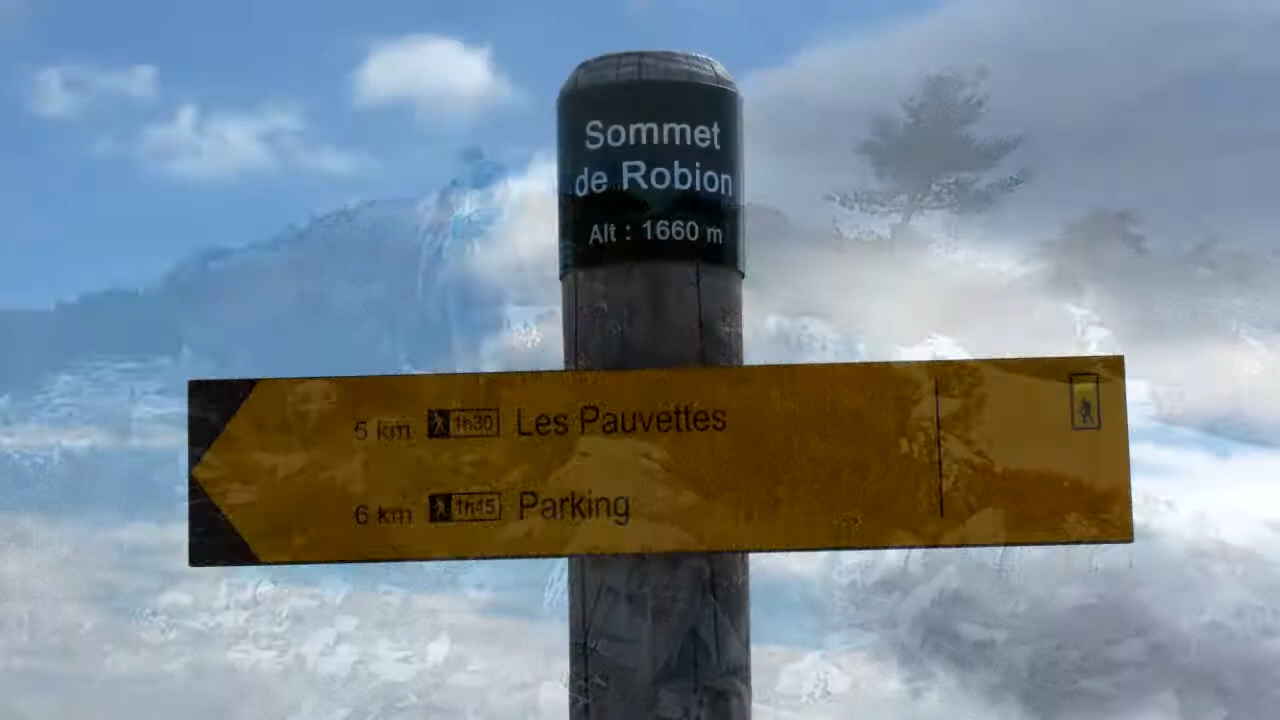 Sommet
de Robion
Alt : 1660 m
5 km 1h30 Les Pauvettes
6 km 1h45 Parking